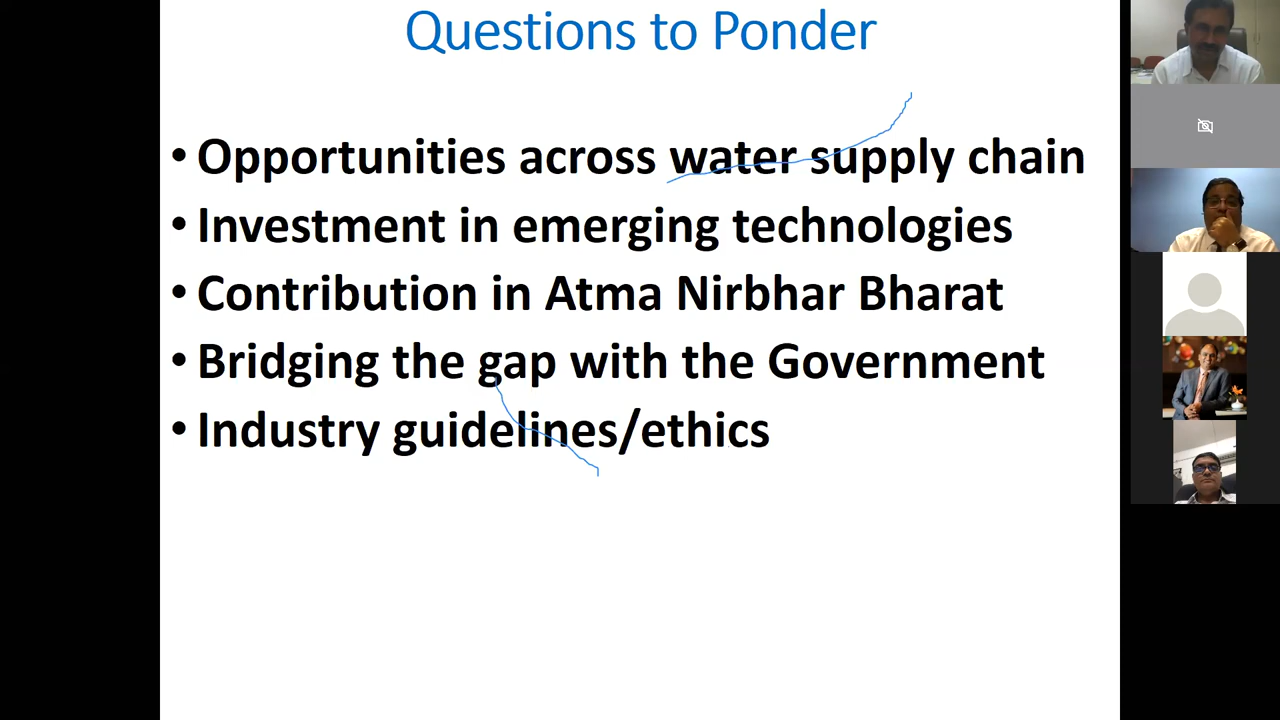 Questions to Ponder
• Opportunities across water supply chain
• Investment in emerging technologies
• Contribution in Atma Nirbhar Bharat
• Bridging the gap with the Government
• Industry guidelines/ethics